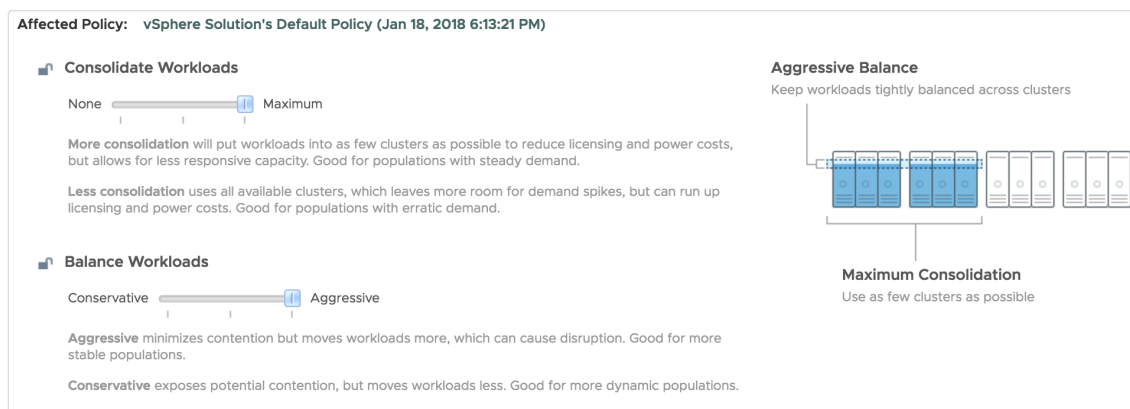 Affected Policy: vSphere Solution's Default Policy (Jan 18, 2018 6:13:21 PM)
Consolidate Workloads
None Maximum
More consolidation will put workloads into as few clusters as possible to reduce licensing and power costs,
but allows for less responsive capacity. Good for populations with steady demand.
Less consolidation uses all available clusters, which leaves more room for demand spikes, but can run up
licensing and power costs. Good for populations with erratic demand.
Balance Workloads
Conservative Aggressive
Aggressive minimizes contention but moves workloads more, which can cause disruption. Good for more
stable populations.
Conservative exposes potential contention, but moves workloads less. Good for more dynamic populations.
Aggressive Balance
Keep workloads tightly balanced across clusters
Maximum Consolidation
Use as few clusters as possible